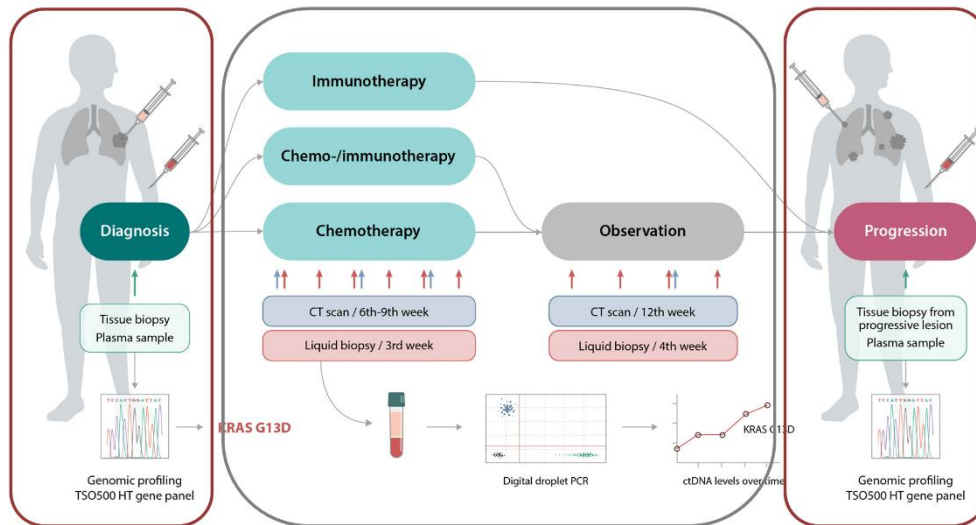 Diagnosis
Tissue biopsy
Plasma sample
TCCACTGGATCAC
Genomic profiling
TSO500 HT gene panel
KRAS G13D
Immunotherapy
Chemo-/immunotherapy
Chemotherapy
CT scan / 6th-9th week
Liquid biopsy / 3rd week
Observation
CT scan / 12th week
Liquid biopsy / 4th week
Digital droplet PCR
KRAS G13D
ctDNA levels over time
Progression
Tissue biopsy from
progressive lesion
Plasma sample
Genomic profiling
TSO500 HT gene panel